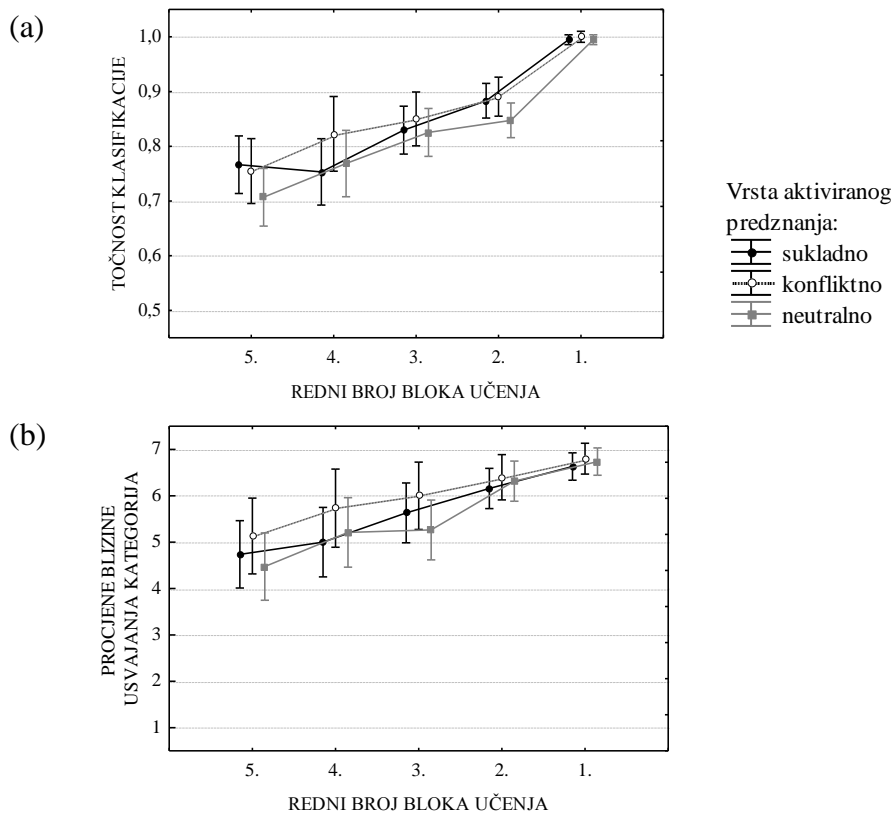 (a)
TOČNOST KLASIFIKACIJE
1,0
0,9
0,8
0,7
0,6
0,5
5. 4. 3. 2. 1.
REDNI BROJ BLOKA UČENJA
Vrsta aktiviranog
predznanja:
sukladno
konfliktno
neutralno
(b)
PROCJENE BLIZINE
USVAJANJA KATEGORIJA
7
6
5
4
3
2
1
5. 4. 3. 2. 1.
REDNI BROJ BLOKA UČENJA